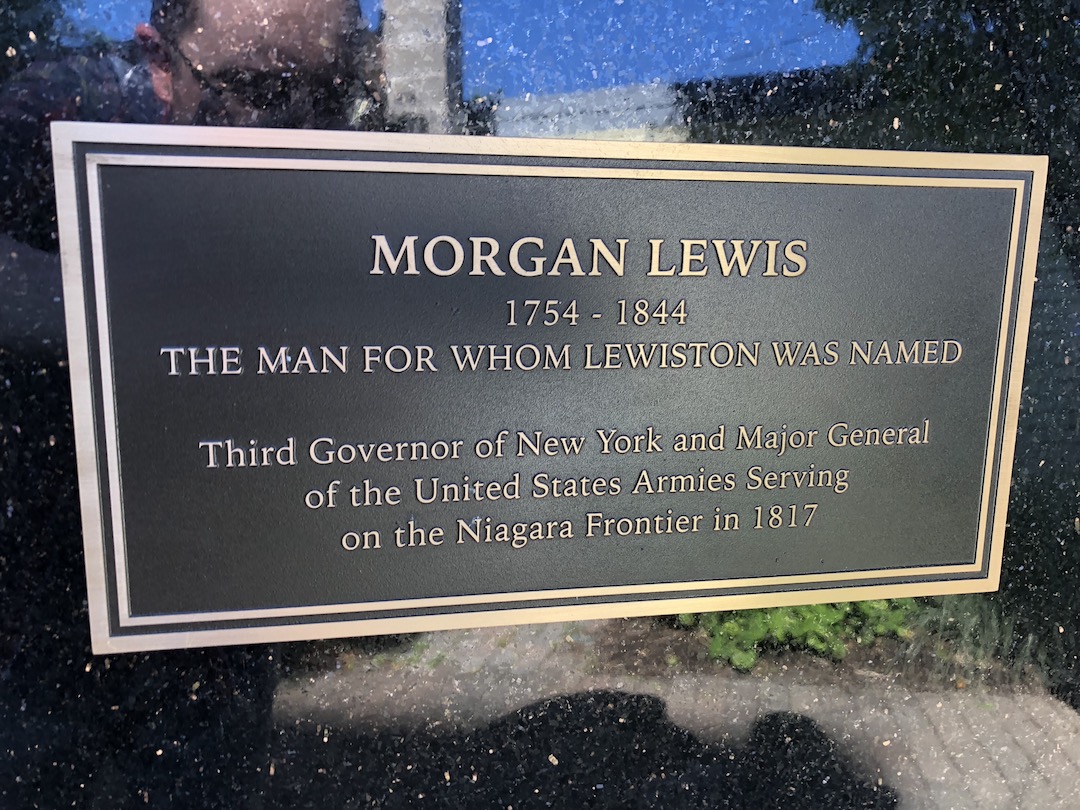 MORGAN LEWIS
1754 - 1844
THE MAN FOR WHOM LEWISTON WAS NAMED
Third Governor of New York and Major General
of the United States Armies Serving
on the Niagara Frontier in 1817